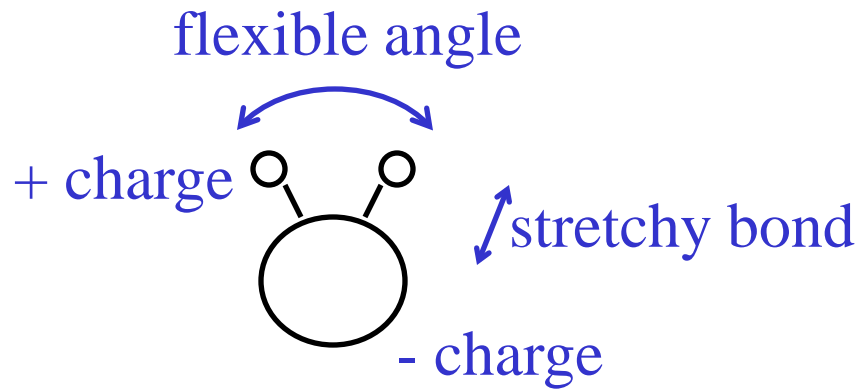 flexible angle
+ charge
stretchy bond
- charge